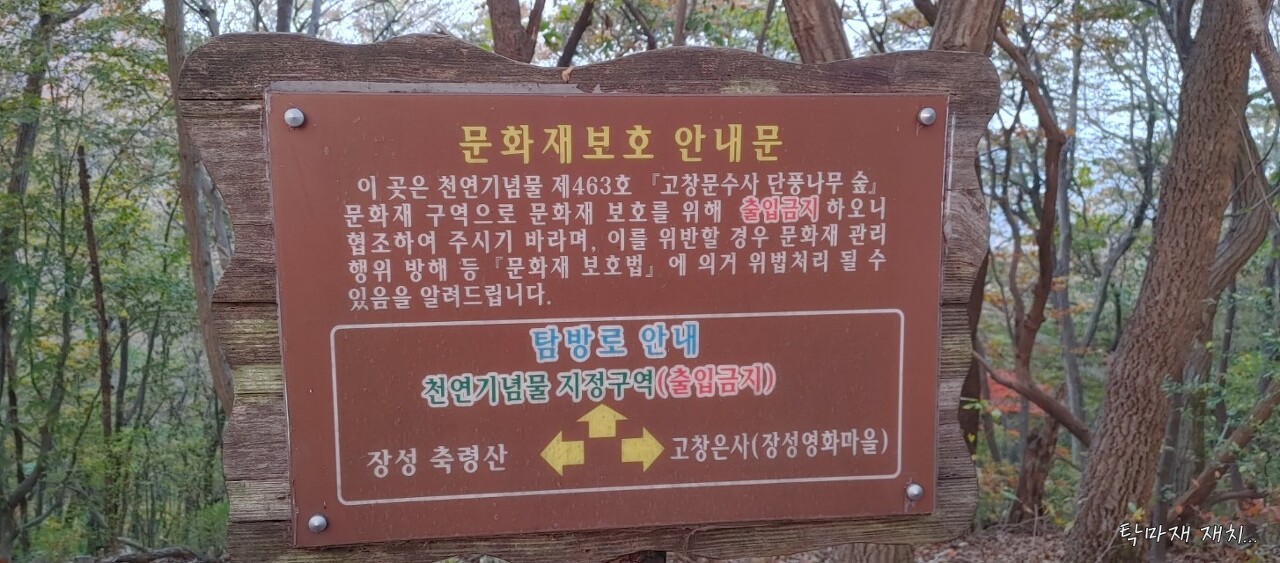 문화재보호 안내문
이 곳은 천연기념물 제463호 『고창문수사 단풍나무 숲』
문화재 구역으로 문화재 보호를 위해 출입금지 하오니
협조하여 주시기 바라며, 이를 위반할 경우 문화재 관리
행위 방해 등 『문화재 보호법』에 의거 위법처리 될 수
있음을 알려드립니다.
탐방로 안내
천연기념물 지정구역((출입금지))
장성 축령산
고창은사(장성영화마을)
탁마재 재치...